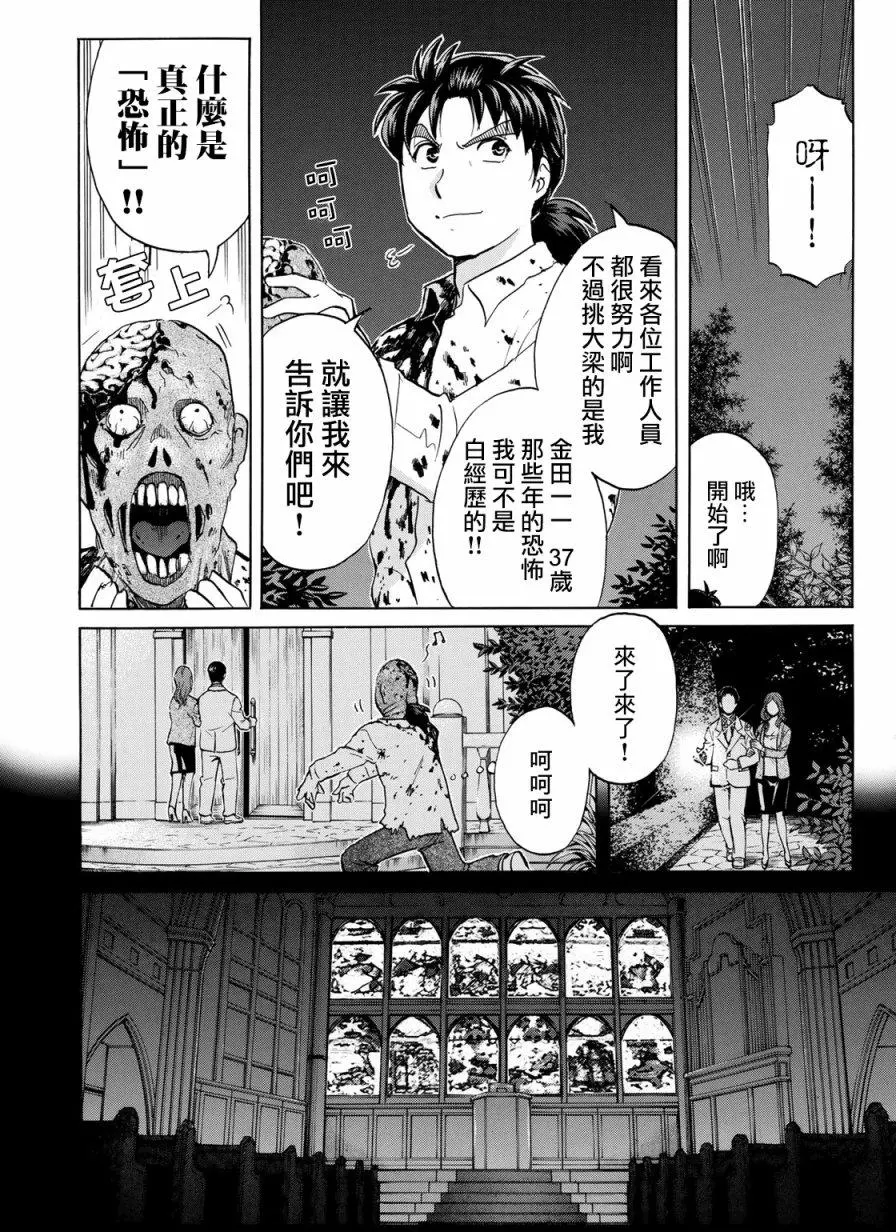 呀ー！
哦…
開始了啊
看來各位工作人員
都很努力啊
不過挑大梁的是我
金田一一 37歲
那些年的恐怖
我可不是
白經歷的!!
呵呵呵
就讓我來
告訴你們吧！
什麼是
真正的
「恐怖」!!
套上
來了來了！
呵呵呵